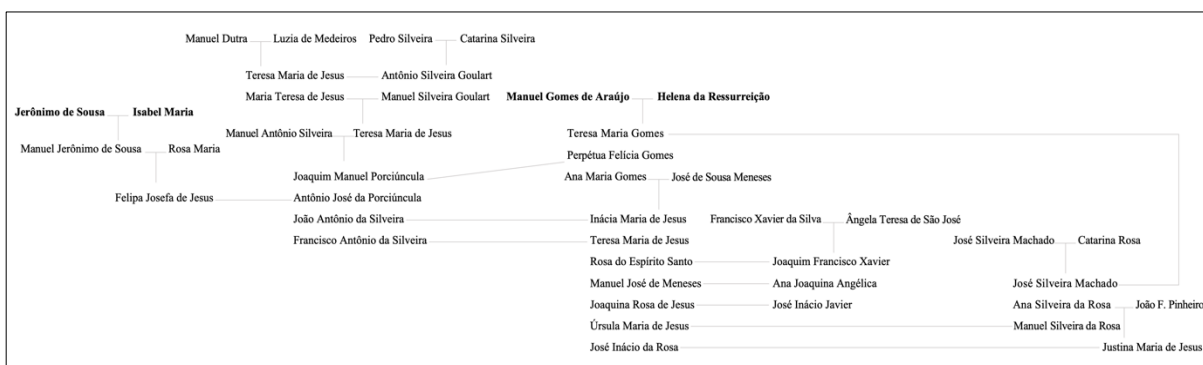 Manuel Dutra Luzia de Medeiros Pedro Silveira Catarina Silveira
Teresa Maria de Jesus Antônio Silveira Goulart
Maria Teresa de Jesus Manuel Silveira Goulart Manuel Gomes de Araújo Helena da Ressurreição
Jerônimo de Sousa Isabel Maria
Manuel Antônio Silveira Teresa Maria de Jesus Teresa Maria Gomes
Manuel Jerônimo de Sousa Rosa Maria
Perpétua Felícia Gomes
Joaquim Manuel Porciúncula Ana Maria Gomes José de Sousa Meneses
Felipa Josefa de Jesus Antônio José da Porciúncula
João Antônio da Silveira Inácia Maria de Jesus Francisco Xavier da Silva Ângela Teresa de São José
Francisco Antônio da Silveira Teresa Maria de Jesus José Silveira Machado Catarina Rosa
Rosa do Espírito Santo Joaquim Francisco Xavier
Manuel José de Meneses Ana Joaquina Angélica José Silveira Machado
Joaquina Rosa de Jesus José Inácio Javier Ana Silveira da Rosa João F. Pinheiro
Úrsula Maria de Jesus Manuel Silveira da Rosa
José Inácio da Rosa Justina Maria de Jesus